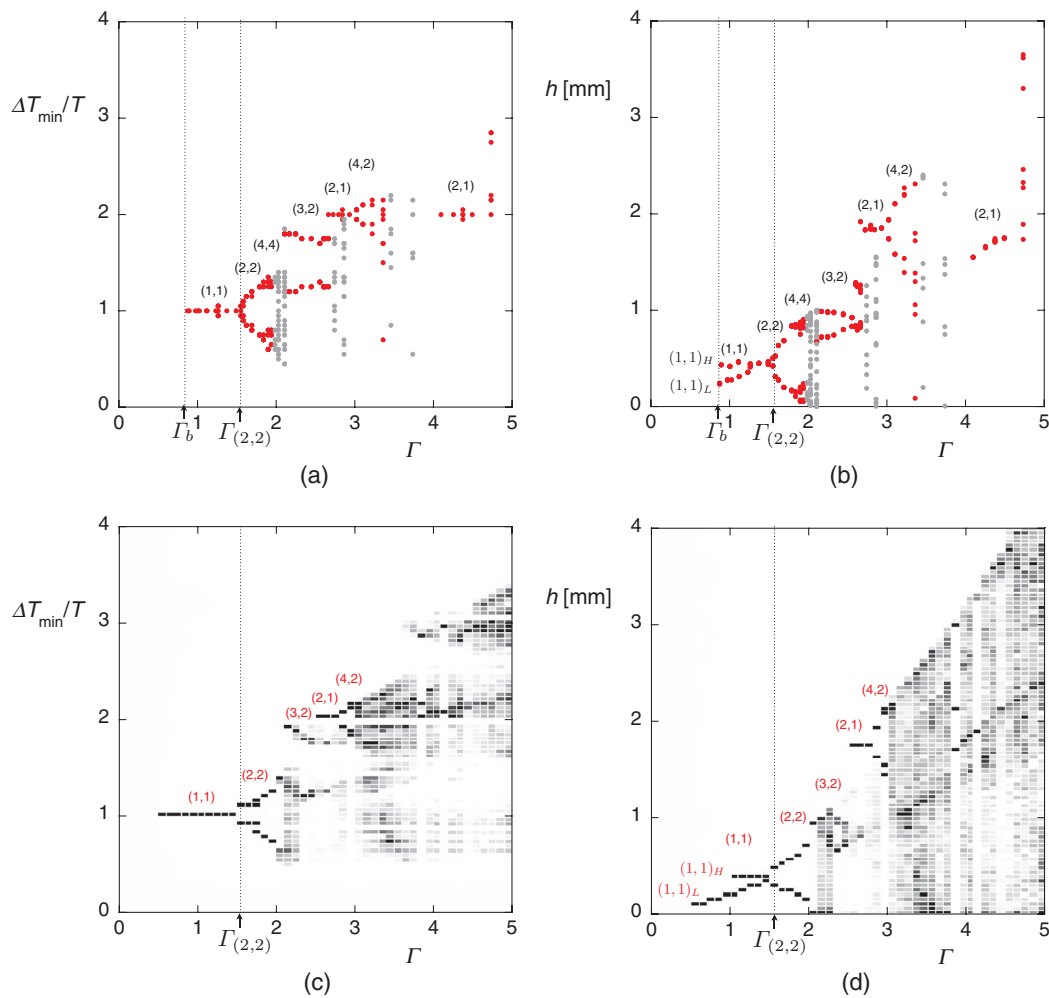 4
3
2
1
0
ΔT_min/T
(1,1)
(2,2)
(4,4)
(3,2)
(2,1)
(4,2)
(2,1)
0 1 2 3 4 5
Γ_b Γ_(2,2) Γ
(a)
4
3
2
1
0
h [mm]
(1,1)_H
(1,1)_L
(1,1)
(2,2)
(4,4)
(3,2)
(2,1)
(4,2)
(2,1)
0 1 2 3 4 5
Γ_b Γ_(2,2) Γ
(b)
4
3
2
1
0
ΔT_min/T
(1,1)
(2,2)
(3,2)
(2,1)
(4,2)
0 1 2 3 4 5
Γ_(2,2) Γ
(c)
4
3
2
1
0
h [mm]
(1,1)_H
(1,1)_L
(1,1)
(2,2)
(3,2)
(2,1)
(4,2)
0 1 2 3 4 5
Γ_(2,2) Γ
(d)